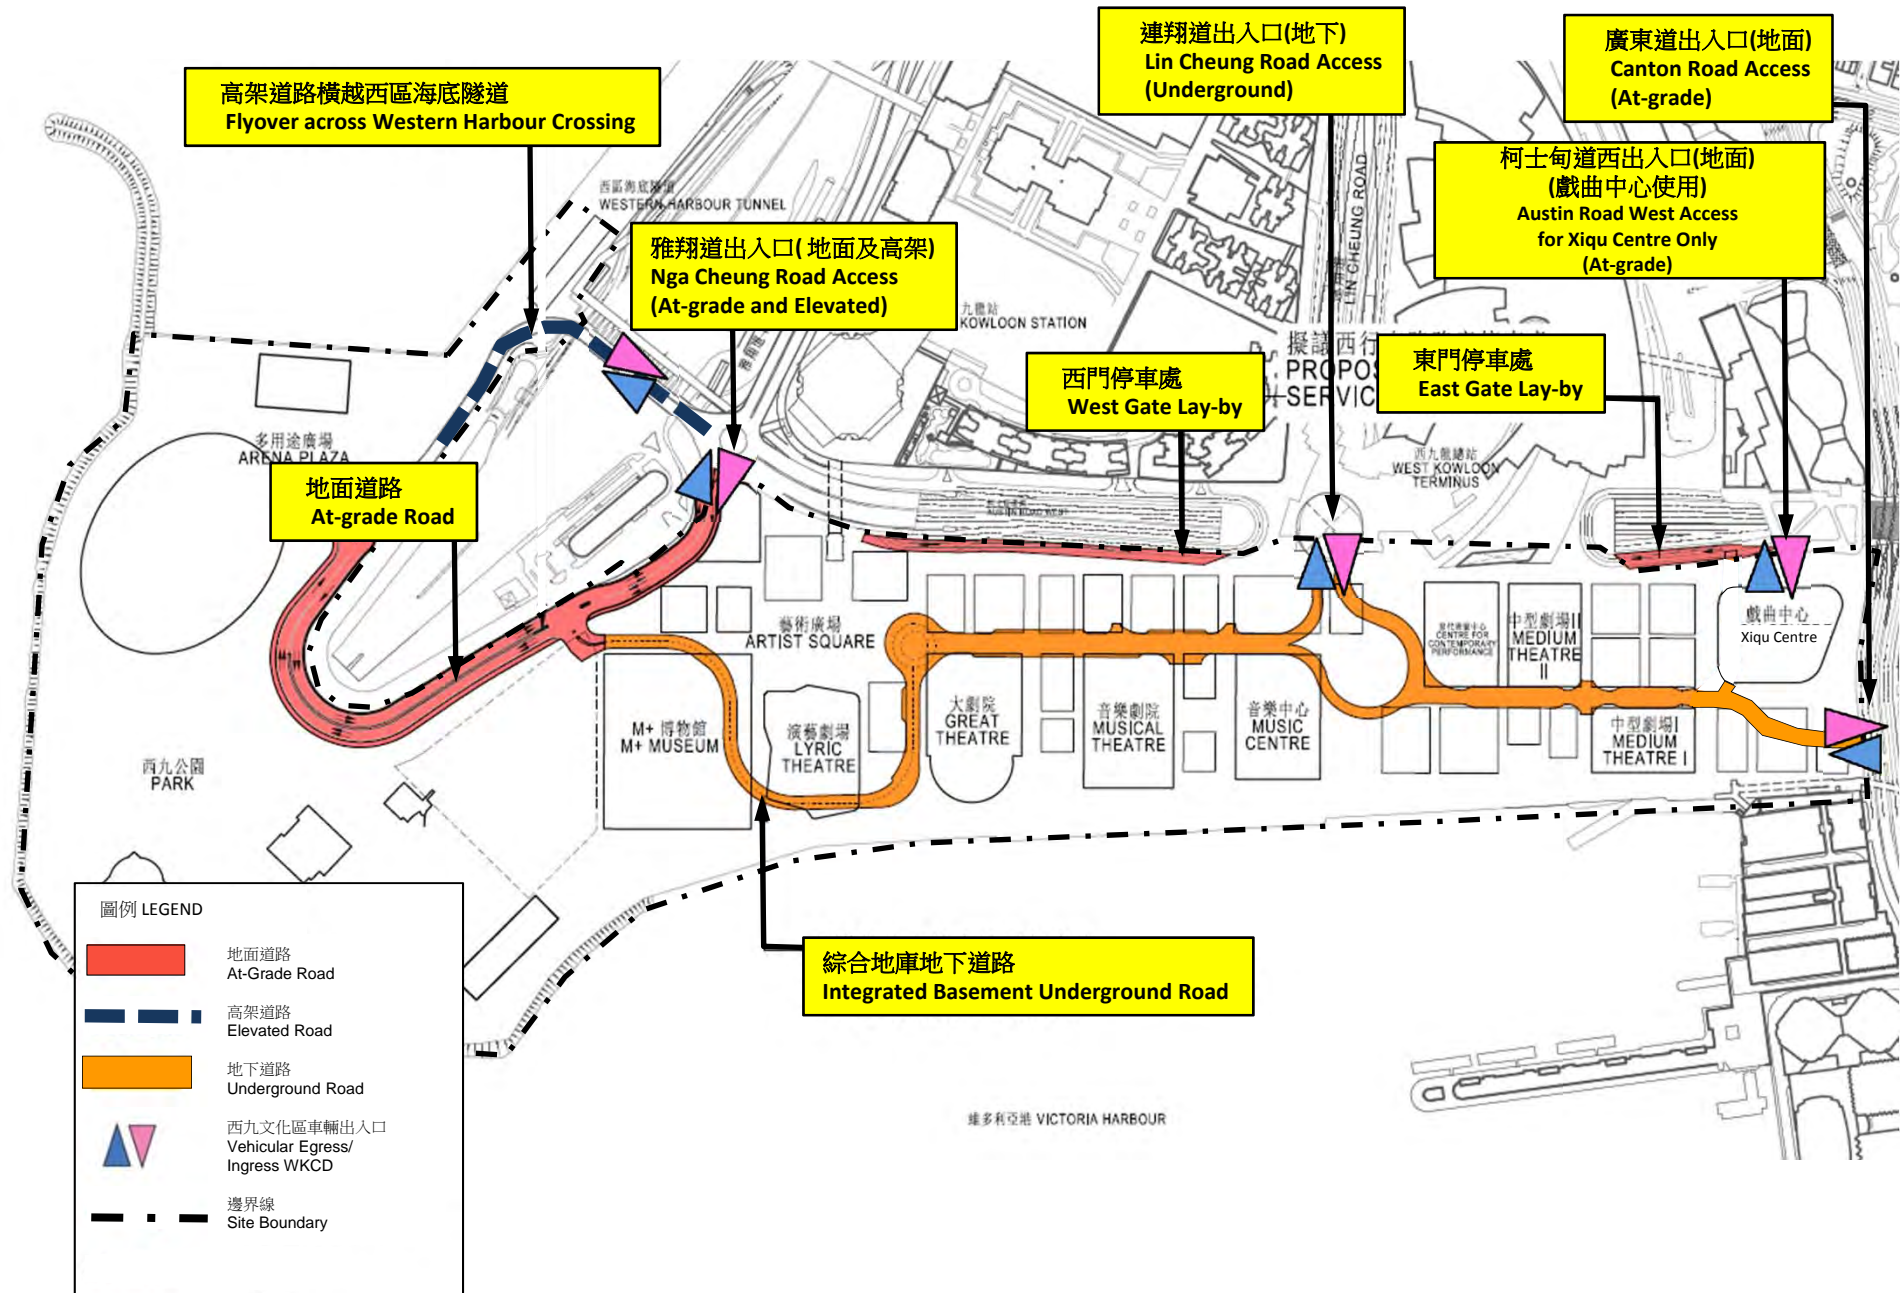 連翔道出入口(地下)
Lin Cheung Road Access
(Underground)
廣東道出入口(地面)
Canton Road Access
(At-grade)
高架道路橫越西區海底隧道
Flyover across Western Harbour Crossing
柯士甸道西出入口(地面)
(戲曲中心使用)
Austin Road West Access
for Xiqu Centre Only
(At-grade)
西區海底隧道
WESTERN HARBOUR TUNNEL
LIN CHEUNG ROAD
雅翔道出入口( 地面及高架)
Nga Cheung Road Access
(At-grade and Elevated)
九龍站
KOWLOON STATION
擬議西行
PROPOS
SERVIC
西門停車處
West Gate Lay-by
東門停車處
East Gate Lay-by
多用途廣場
ARENA PLAZA
西九龍總站
WEST KOWLOON
TERMINUS
地面道路
At-grade Road
AUSTIN ROAD WEST
藝術廣場
ARTIST SQUARE
CENTRE FOR
CONTEMPORARY
PERFORMANCE
中型劇場II
MEDIUM
THEATRE
II
戲曲中心
Xiqu Centre
M+ 博物館
M+ MUSEUM
演藝劇場
LYRIC
THEATRE
大劇院
GREAT
THEATRE
音樂劇院
MUSICAL
THEATRE
音樂中心
MUSIC
CENTRE
中型劇場I
MEDIUM
THEATRE I
西九公園
PARK
綜合地庫地下道路
Integrated Basement Underground Road
圖例 LEGEND
地面道路
At-Grade Road
高架道路
Elevated Road
地下道路
Underground Road
西九文化區車輛出入口
Vehicular Egress/
Ingress WKCD
邊界線
Site Boundary
維多利亞港 VICTORIA HARBOUR